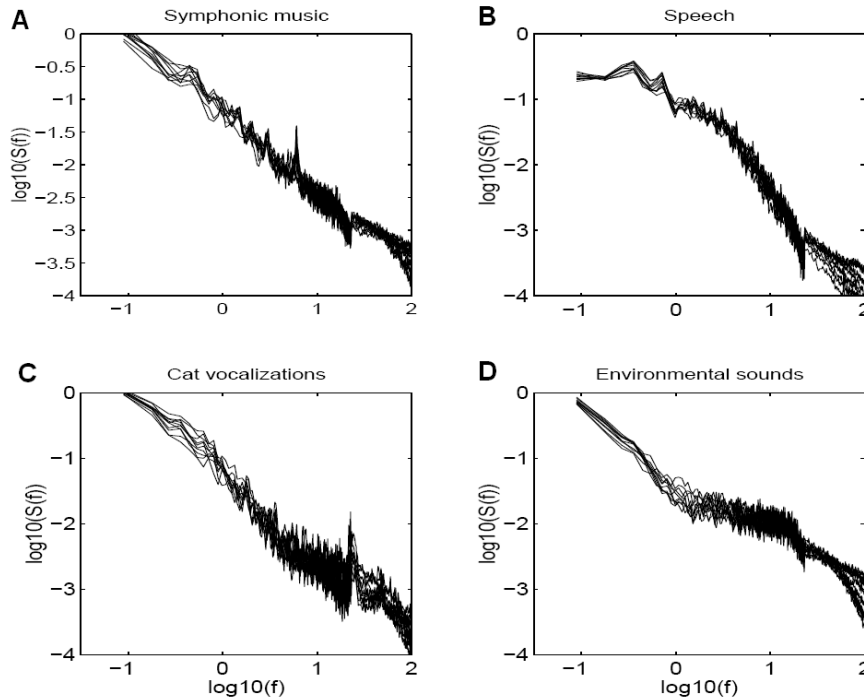 A Symphonic music
log10(S(f))
0
−0.5
−1
−1.5
−2
−2.5
−3
−3.5
−4
−1 0 1 2
B Speech
log10(S(f))
0
−1
−2
−3
−4
−1 0 1 2
C Cat vocalizations
log10(S(f))
0
−1
−2
−3
−4
−1 0 1 2
log10(f)
D Environmental sounds
log10(S(f))
0
−1
−2
−3
−4
−1 0 1 2
log10(f)